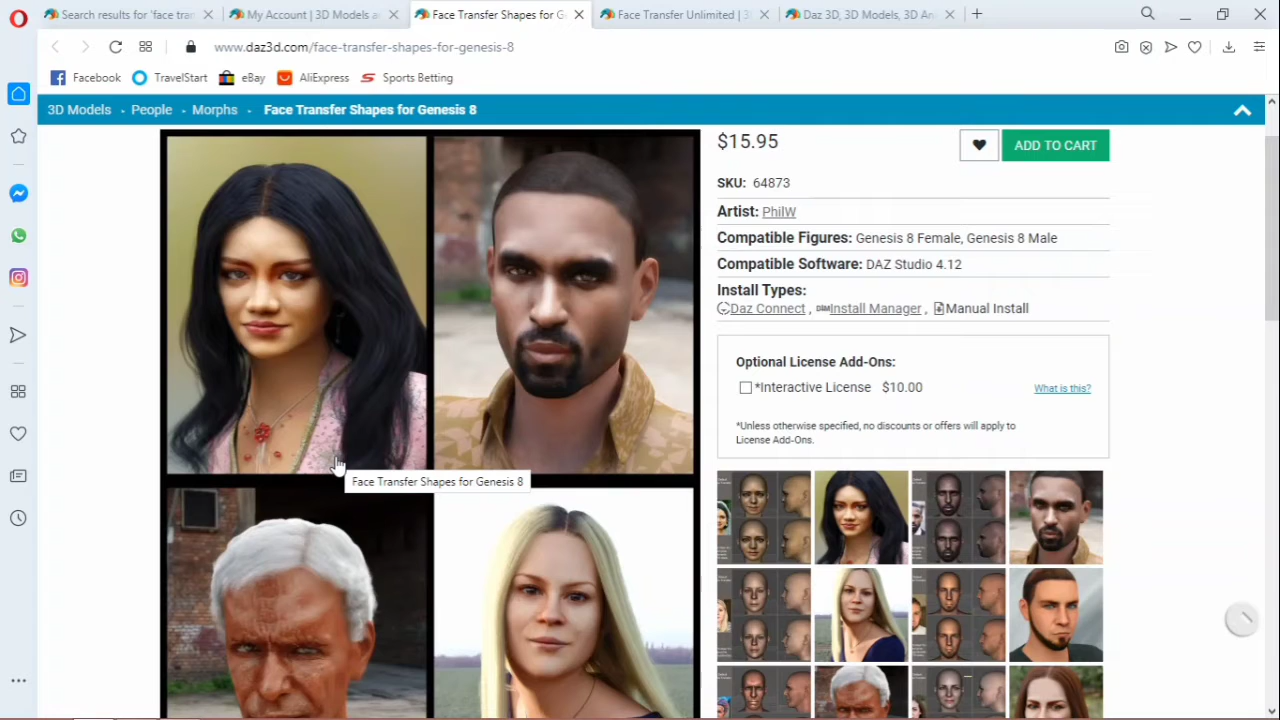 Search results for 'face tran
My Account | 3D Models a
Face Transfer Shapes for G
Face Transfer Unlimited | 3
Daz 3D, 3D Models, 3D Ani
www.daz3d.com/face-transfer-shapes-for-genesis-8
Facebook
TravelStart
eBay
AliExpress
Sports Betting
3D Models
People
Morphs
Face Transfer Shapes for Genesis 8
$15.95
ADD TO CART
SKU: 64873
Artist: PhilW
Compatible Figures: Genesis 8 Female, Genesis 8 Male
Compatible Software: DAZ Studio 4.12
Install Types:
Daz Connect , Install Manager , Manual Install
Optional License Add-Ons:
*Interactive License $10.00
What is this?
*Unless otherwise specified, no discounts or offers will apply to
License Add-Ons.
Face Transfer Shapes for Genesis 8